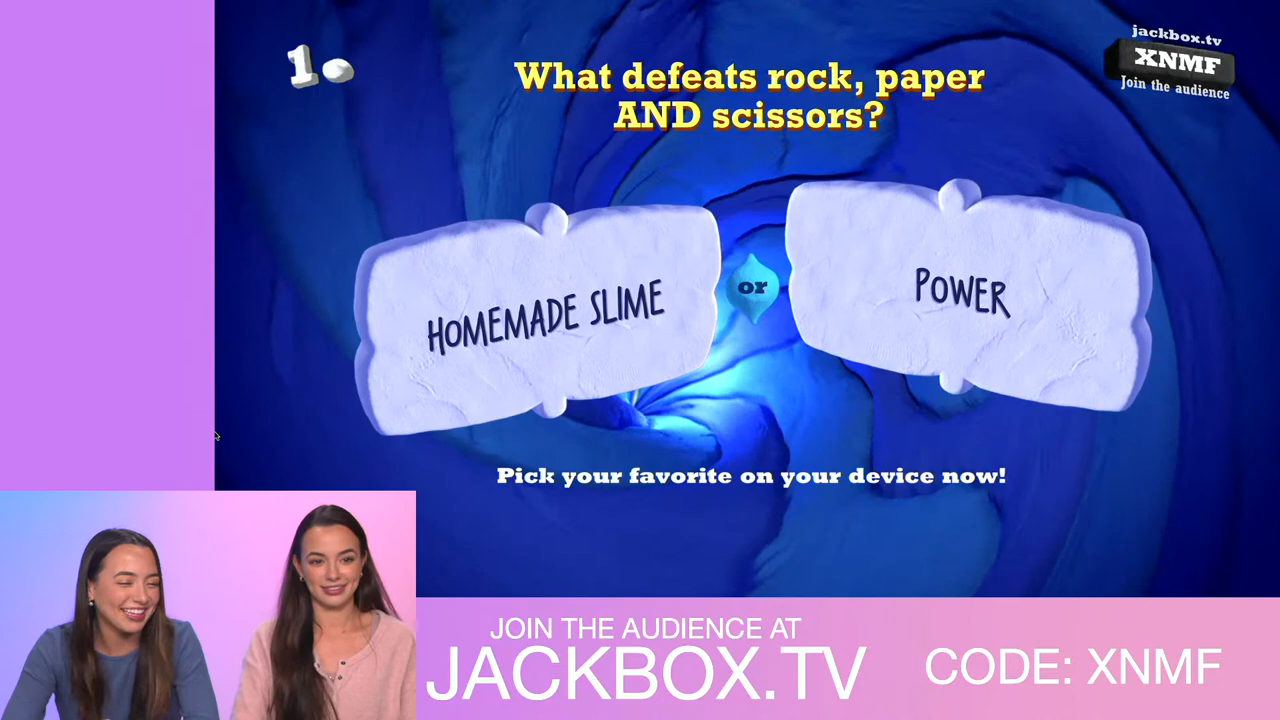 10
jackbox.tv
XNMF
Join the audience
What defeats rock, paper
AND scissors?
HOMEMADE SLIME
or
POWER
Pick your favorite on your device now!
JOIN THE AUDIENCE AT
JACKBOX.TV
CODE: XNMF